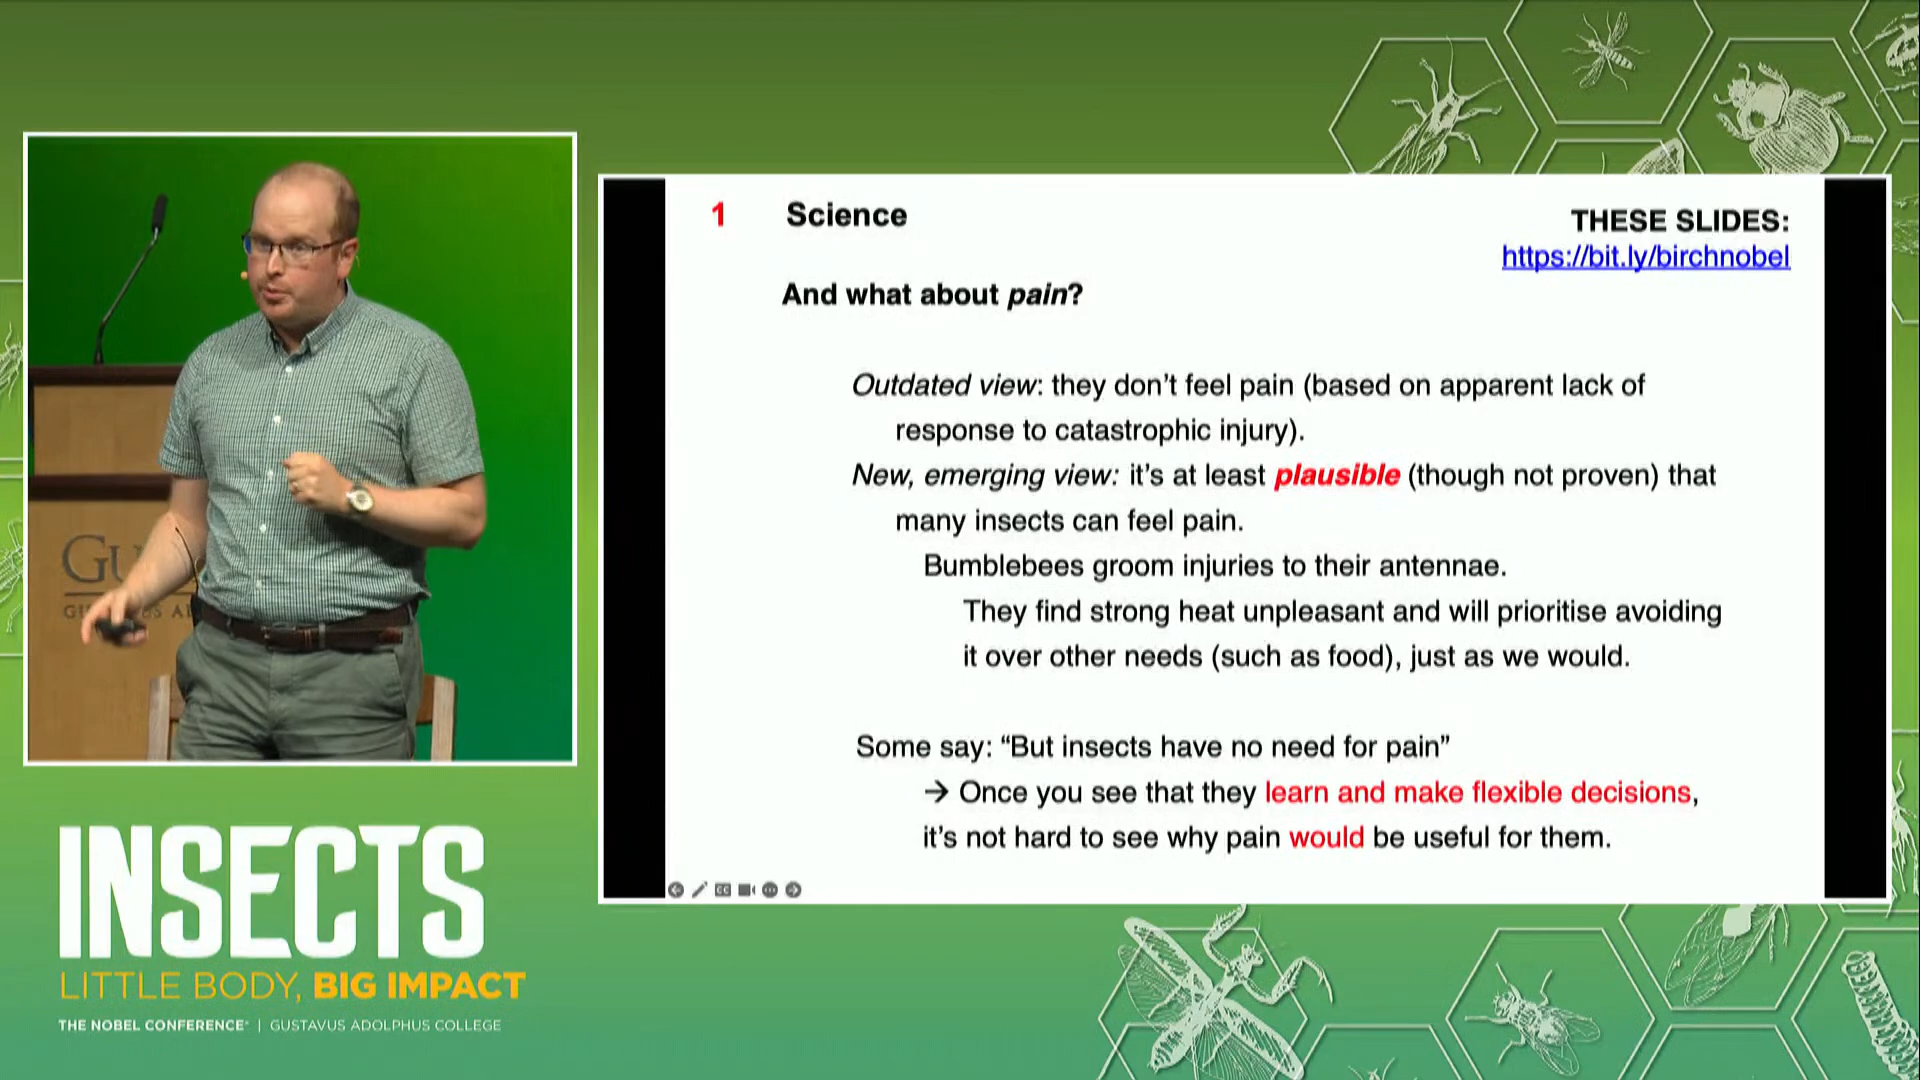 1 Science
THESE SLIDES:
https://bit.ly/birchnobel
And what about pain?
Outdated view: they don’t feel pain (based on apparent lack of
response to catastrophic injury).
New, emerging view: it’s at least plausible (though not proven) that
many insects can feel pain.
Bumblebees groom injuries to their antennae.
They find strong heat unpleasant and will prioritise avoiding
it over other needs (such as food), just as we would.
Some say: “But insects have no need for pain”
→ Once you see that they learn and make flexible decisions,
it’s not hard to see why pain would be useful for them.
INSECTS
LITTLE BODY, BIG IMPACT
THE NOBEL CONFERENCE® | GUSTAVUS ADOLPHUS COLLEGE